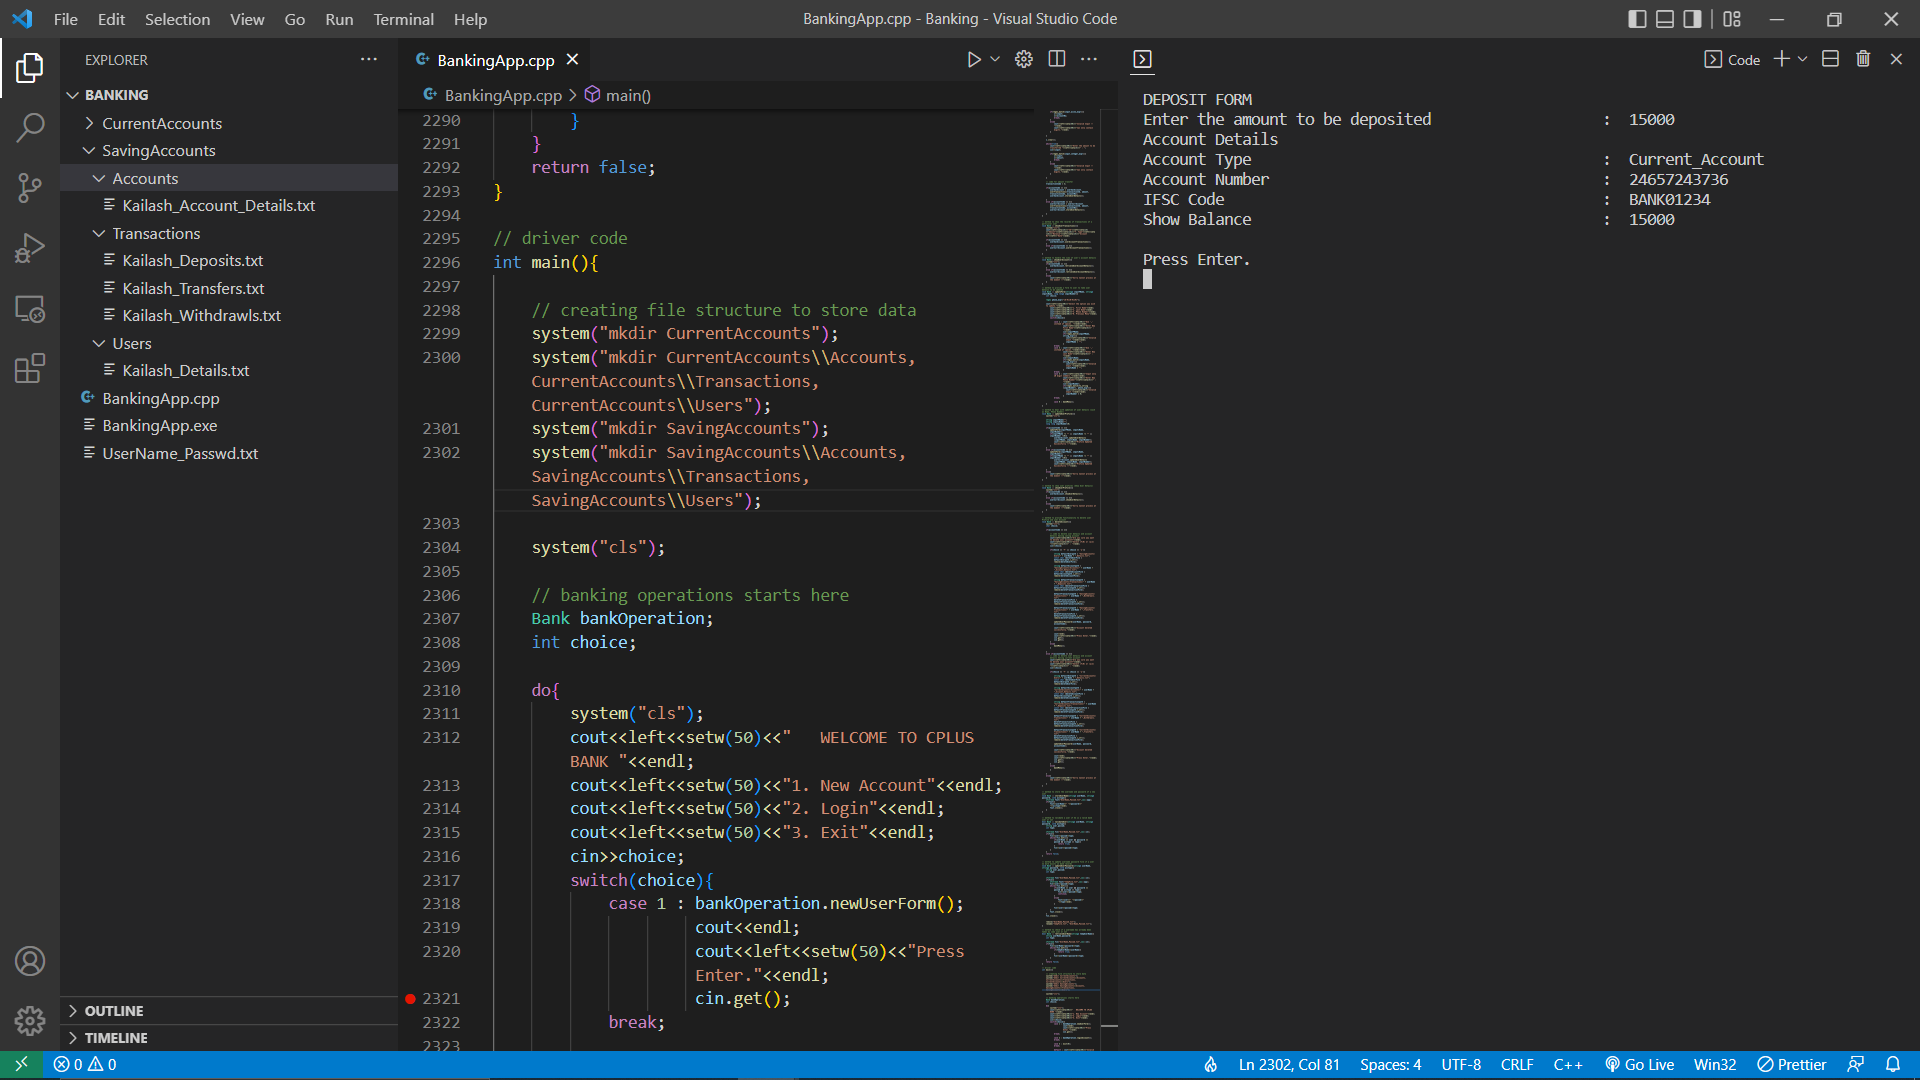 File Edit Selection View Go Run Terminal Help
BankingApp.cpp - Banking - Visual Studio Code
EXPLORER
BANKING
CurrentAccounts
SavingAccounts
Accounts
Kailash_Account_Details.txt
Transactions
Kailash_Deposits.txt
Kailash_Transfers.txt
Kailash_Withdrawls.txt
Users
Kailash_Details.txt
BankingApp.cpp
BankingApp.exe
UserName_Passwd.txt
OUTLINE
TIMELINE
BankingApp.cpp
BankingApp.cpp > main()
2290 }
2291 }
2292 return false;
2293 }
2294
2295 // driver code
2296 int main(){
2297
2298 // creating file structure to store data
2299 system("mkdir CurrentAccounts");
2300 system("mkdir CurrentAccounts\\Accounts,
CurrentAccounts\\Transactions,
CurrentAccounts\\Users");
2301 system("mkdir SavingAccounts");
2302 system("mkdir SavingAccounts\\Accounts,
SavingAccounts\\Transactions,
SavingAccounts\\Users");
2303
2304 system("cls");
2305
2306 // banking operations starts here
2307 Bank bankOperation;
2308 int choice;
2309
2310 do{
2311 system("cls");
2312 cout<<left<<setw(50)<<"   WELCOME TO CPLUS
BANK "<<endl;
2313 cout<<left<<setw(50)<<"1. New Account"<<endl;
2314 cout<<left<<setw(50)<<"2. Login"<<endl;
2315 cout<<left<<setw(50)<<"3. Exit"<<endl;
2316 cin>>choice;
2317 switch(choice){
2318 case 1 : bankOperation.newUserForm();
2319 cout<<endl;
2320 cout<<left<<setw(50)<<"Press
Enter."<<endl;
2321 cin.get();
2322 break;
2323
Code
DEPOSIT FORM
Enter the amount to be deposited : 15000
Account Details
Account Type : Current_Account
Account Number : 24657243736
IFSC Code : BANK01234
Show Balance : 15000
Press Enter.
0 0
Ln 2302, Col 81 Spaces: 4 UTF-8 CRLF C++ Go Live Win32 Prettier